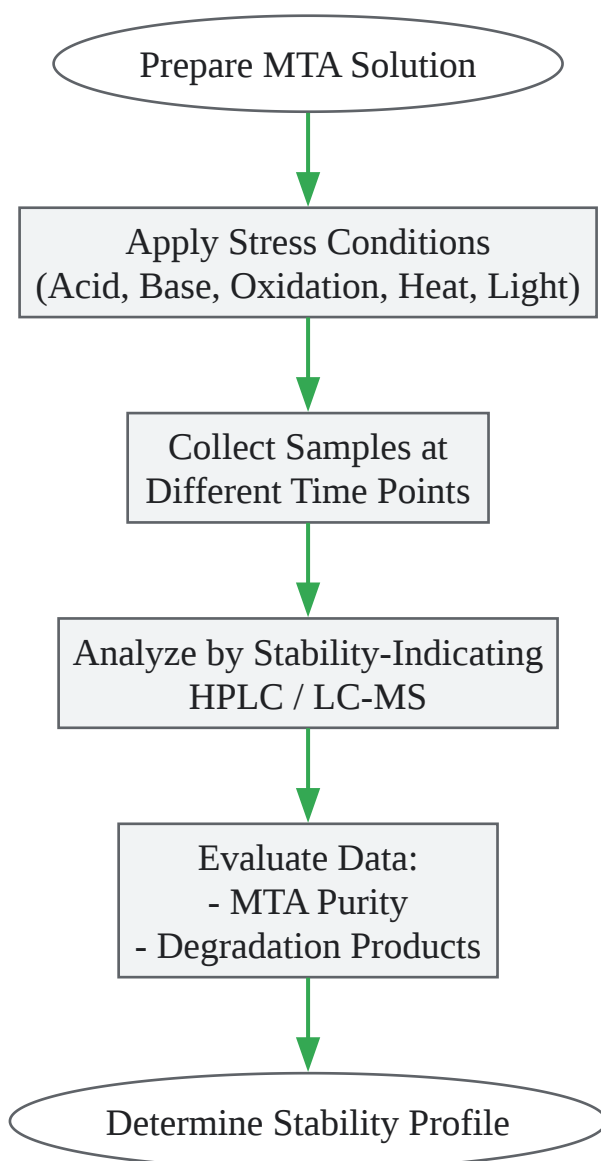 Prepare MTA Solution
Apply Stress Conditions
(Acid, Base, Oxidation, Heat, Light)
Collect Samples at
Different Time Points
Analyze by Stability-Indicating
HPLC / LC-MS
Evaluate Data:
- MTA Purity
- Degradation Products
Determine Stability Profile